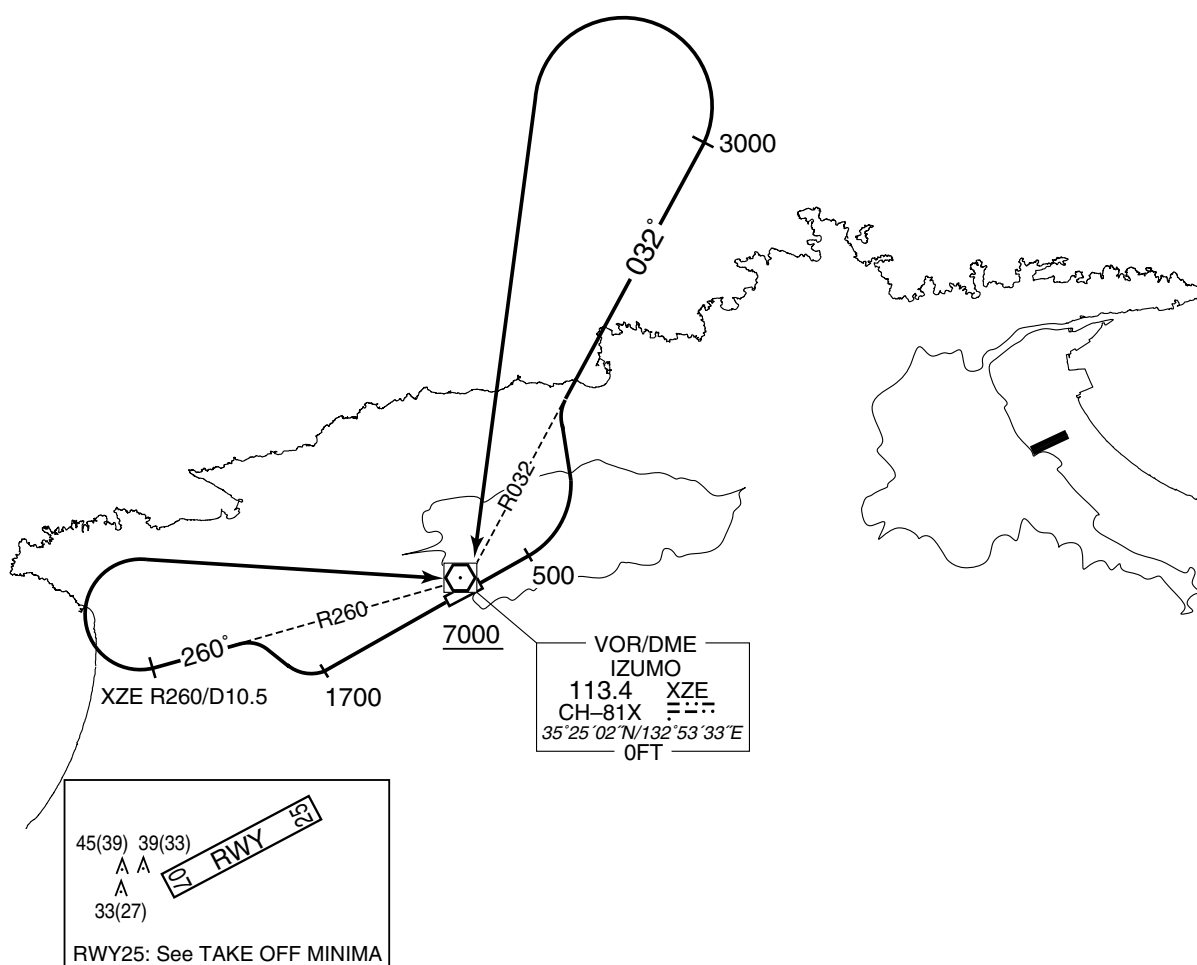 3000
032°
R032
500
R260
260°
7000
XZE R260/D10.5
1700
VOR/DME
IZUMO
113.4 XZE
CH–81X
35°25´02˝N/132°53´33˝E
0FT
45(39) 39(33)
33(27)
07 RWY 25
RWY25: See TAKE OFF MINIMA